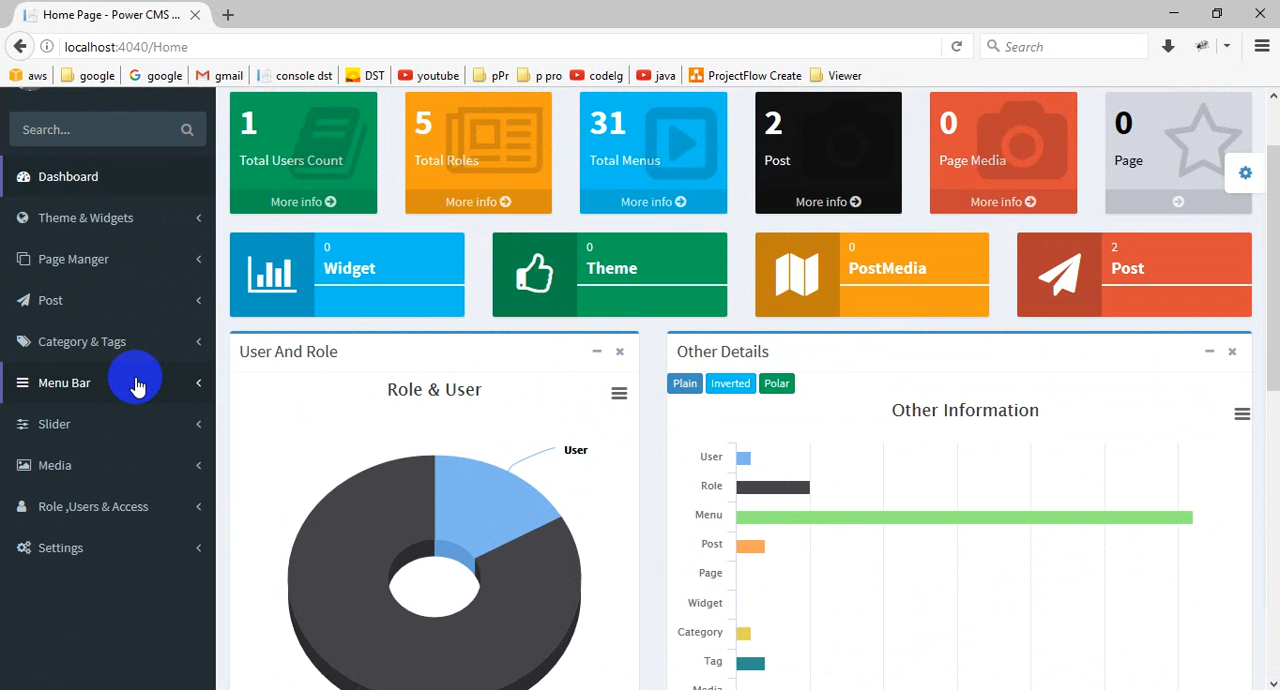 Home Page - Power CMS ...
localhost:4040/Home
Search
aws
google
google
gmail
console dst
DST
youtube
pPr
p pro
codelg
java
ProjectFlow Create
Viewer
Search...
Dashboard
Theme & Widgets
Page Manger
Post
Category & Tags
Menu Bar
Slider
Media
Role ,Users & Access
Settings
1
Total Users Count
More info
5
Total Roles
More info
31
Total Menus
More info
2
Post
More info
0
Page Media
More info
0
Page
0
Widget
0
Theme
0
PostMedia
2
Post
User And Role
Role & User
User
Other Details
Plain
Inverted
Polar
Other Information
User
Role
Menu
Post
Page
Widget
Category
Tag
Media